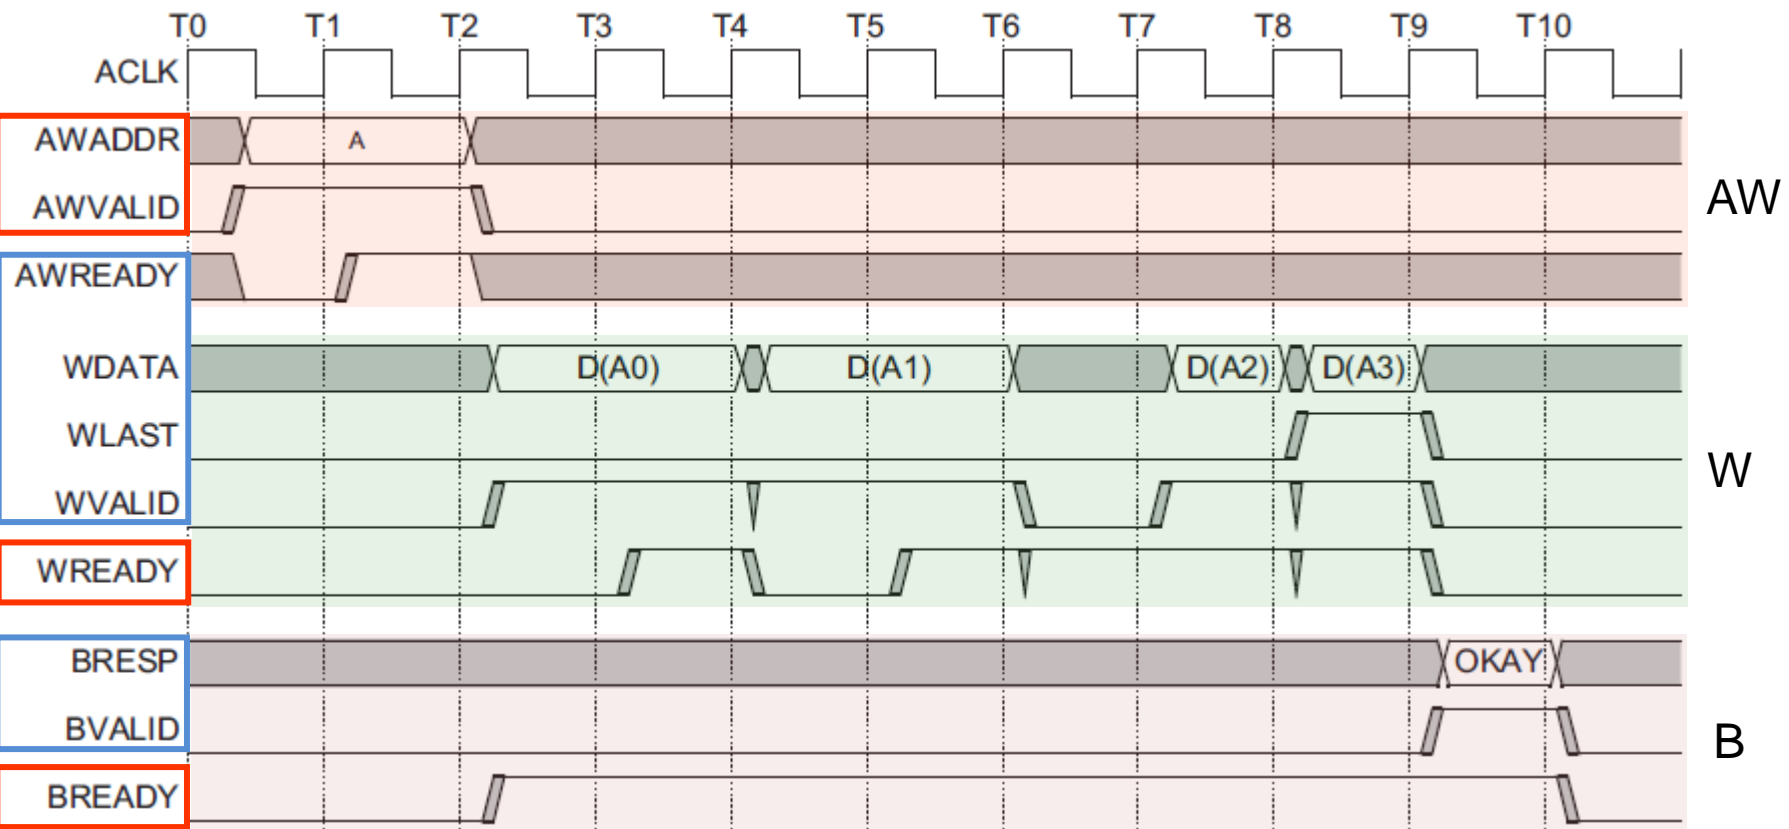 T0 T1 T2 T3 T4 T5 T6 T7 T8 T9 T10
ACLK
AWADDR A
AWVALID
AW
AWREADY
WDATA D(A0) D(A1) D(A2) D(A3)
WLAST
W
WVALID
WREADY
BRESP OKAY
BVALID
B
BREADY